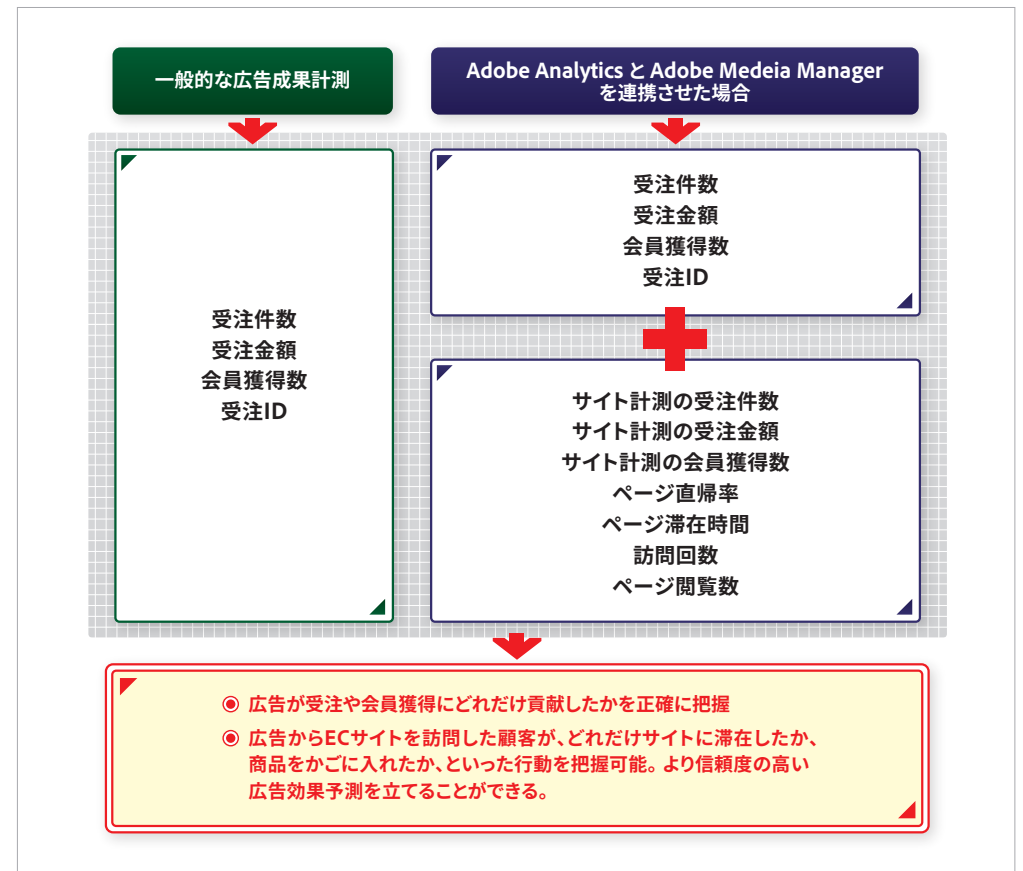 一般的な広告成果計測
Adobe Analytics と Adobe Medeia Manager
を連携させた場合
受注件数
受注金額
会員獲得数
受注ID
受注件数
受注金額
会員獲得数
受注ID
サイト計測の受注件数
サイト計測の受注金額
サイト計測の会員獲得数
ページ直帰率
ページ滞在時間
訪問回数
ページ閲覧数
◉ 広告が受注や会員獲得にどれだけ貢献したかを正確に把握
◉ 広告からECサイトを訪問した顧客が、どれだけサイトに滞在したか、
商品をかごに入れたか、といった行動を把握可能。より信頼度の高い
広告効果予測を立てることができる。